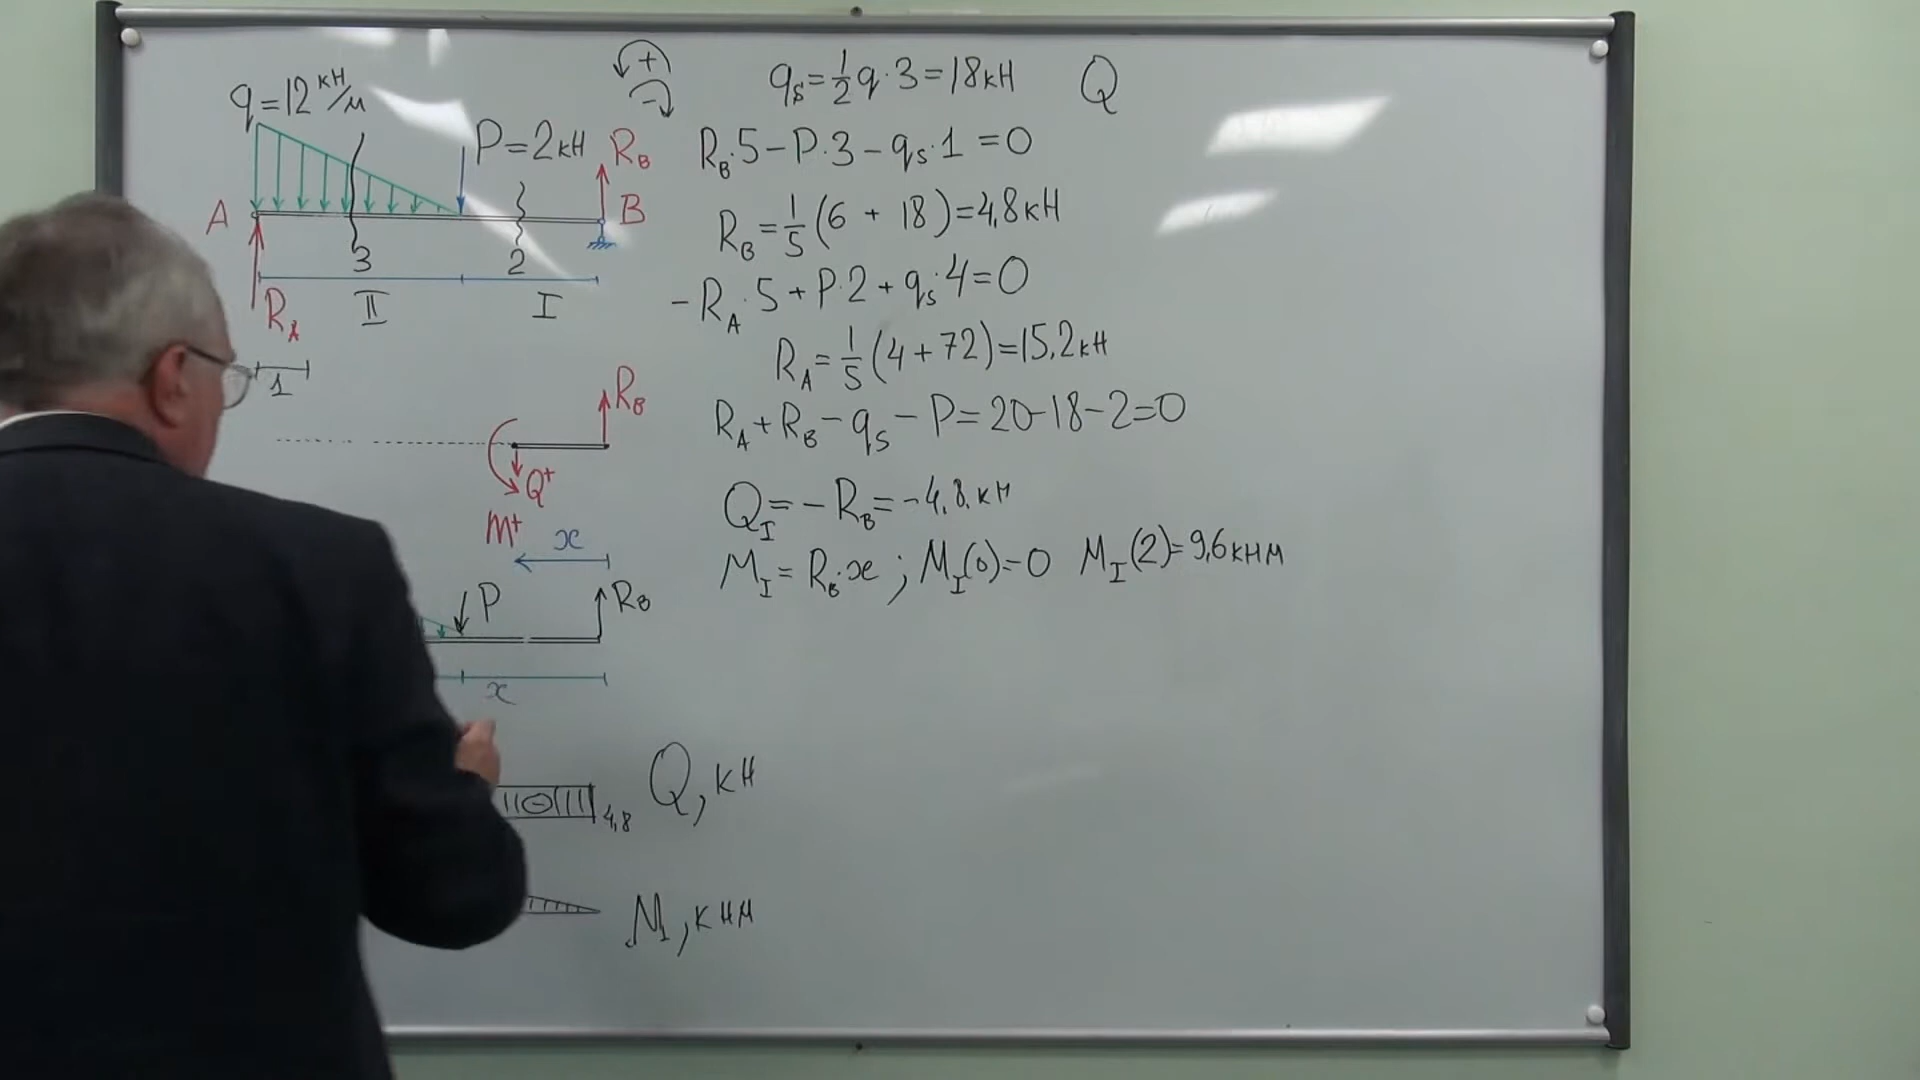 q=12 кН/м
P=2кН
R_B
A
B
3
2
II
I
R_A
1
R_B
Q⁺
M⁺
x
P
R_B
x
4,8
Q, кН
M, кНм
+
-
q_s=½q·3=18кН
Q
R_B·5-P·3-q_s·1=0
R_B=1/5(6+18)=4,8кН
-R_A·5+P·2+q_s·4=0
R_A=1/5(4+72)=15,2кН
R_A+R_B-q_s-P=20-18-2=0
Q_I=-R_B=-4,8 кН
M_I=R_B·x; M_I(0)=0 M_I(2)=9,6кНм